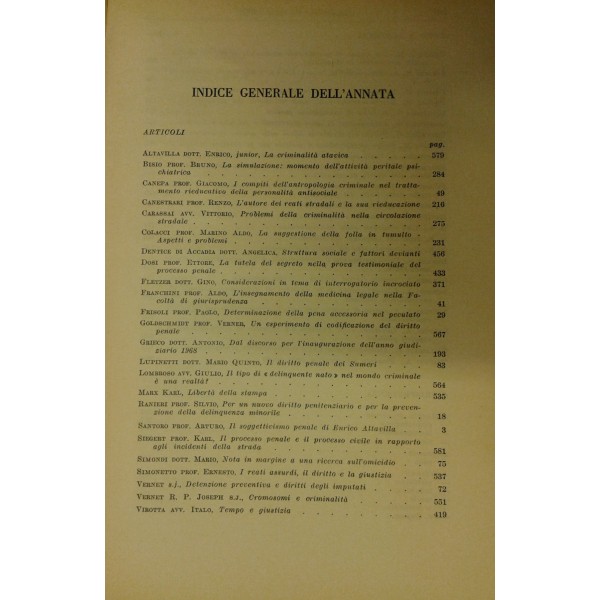 INDICE GENERALE DELL'ANNATA
ARTICOLI
pag.
ALTAVILLA DOTT. ENRICO, junior, La criminalità atavica 579
BISIO PROF. BRUNO, La simulazione: momento dell'attività peritale psi-
chiatrica 284
CANEPA PROF. GIACOMO, I compiti dell'antropologia criminale nel tratta-
mento rieducativo della personalità antisociale 49
CANESTRARI PROF. RENZO, L'autore dei reati stradali e la sua rieducazione 216
CARASSAI AVV. VITTORIO, Problemi della criminalità nella circolazione
stradale 275
COLACCI PROF. MARINO ALDO, La suggestione della folla in tumulto -
Aspetti e problemi 231
DENTICE DI ACCADIA DOTT. ANGELICA, Struttura sociale e fattori devianti 456
DOSI PROF. ETTORE, La tutela del segreto nella prova testimoniale del
processo penale 453
FLETZER DOTT. GINO, Considerazioni in tema di interrogatorio incrociato 371
FRANCHINI PROF. ALDO, L'insegnamento della medicina legale nella Fa-
coltà di giurisprudenza 41
FRISOLI PROF. PAOLO, Determinazione della pena accessoria nel peculato 29
GOLDSCHMIDT PROF. VERNER, Un esperimento di codificazione del diritto
penale 567
GRIECO DOTT. ANTONIO, Dal discorso per l'inaugurazione dell'anno giudi-
ziario 1968 193
LUPINETTI DOTT. MARIO QUINTO, Il diritto penale dei Sumeri 83
LOMBROSO AVV. GIULIO, Il tipo di « delinquente nato » nel mondo criminale
è una realtà? 564
MARX KARL, Libertà della stampa 535
RANIERI PROF. SILVIO, Per un nuovo diritto penitenziario e per la preven-
zione della delinquenza minorile 18
SANTORO PROF. ARTURO, Il soggettivismo penale di Enrico Altavilla 3
SIEGERT PROF. KARL, Il processo penale e il processo civile in rapporto
agli incidenti della strada 581
SIMONDI DOTT. MARIO, Nota in margine a una ricerca sull'omicidio 75
SIMONETTO PROF. ERNESTO, I reati assurdi, il diritto e la giustizia 537
VERNET s.j., Detenzione preventiva e diritti degli imputati 72
VERNET R. P. JOSEPH s.j., Cromosomi e criminalità 551
VIROTTA AVV. ITALO, Tempo e giustizia 419